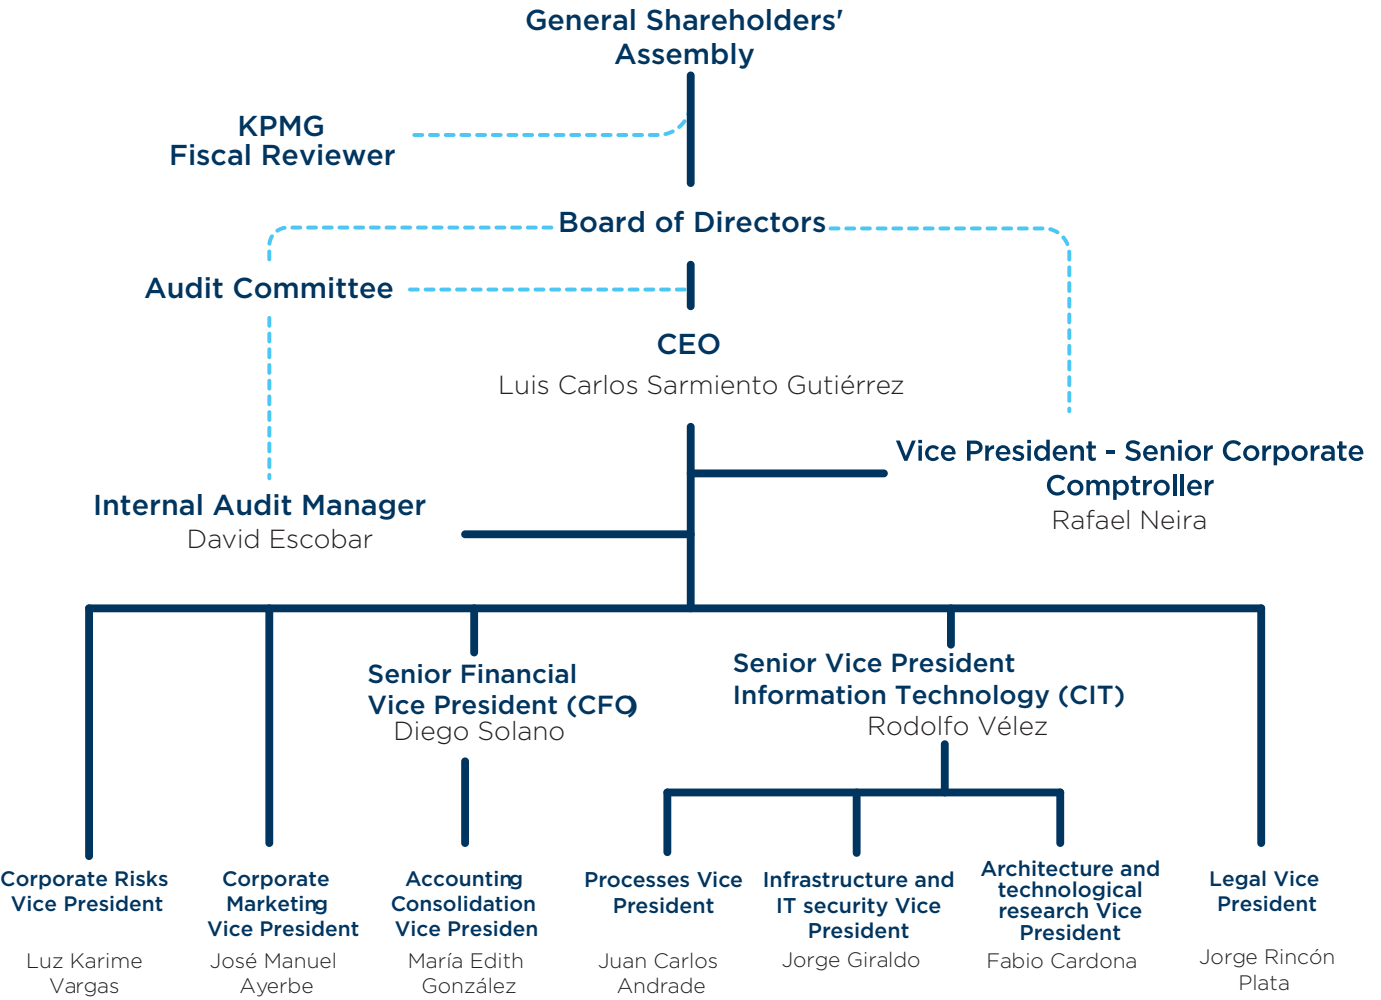 General Shareholders'
Assembly
KPMG
Fiscal Reviewer
Board of Directors
Audit Committee
CEO
Luis Carlos Sarmiento Gutiérrez
Vice President - Senior Corporate
Comptroller
Rafael Neira
Internal Audit Manager
David Escobar
Senior Financial
Vice President (CFO)
Diego Solano
Senior Vice President
Information Technology (CIT)
Rodolfo Vélez
Corporate Risks
Vice President
Luz Karime
Vargas
Corporate
Marketing
Vice President
José Manuel
Ayerbe
Accounting
Consolidation
Vice Presiden
María Edith
González
Processes Vice
President
Juan Carlos
Andrade
Infrastructure and
IT security Vice
President
Jorge Giraldo
Architecture and
technological
research Vice
President
Fabio Cardona
Legal Vice
President
Jorge Rincón
Plata